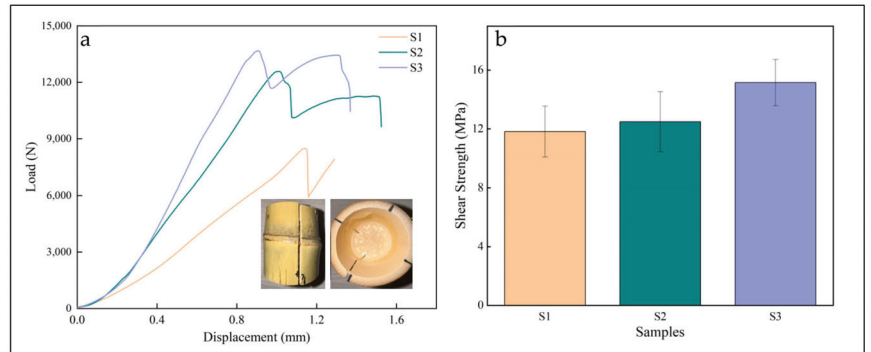 a
S1
S2
S3
15,000
12,000
9,000
6,000
3,000
0
Load (N)
0.0 0.4 0.8 1.2 1.6
Displacement (mm)
b
16
12
8
4
0
Shear Strength (MPa)
S1 S2 S3
Samples